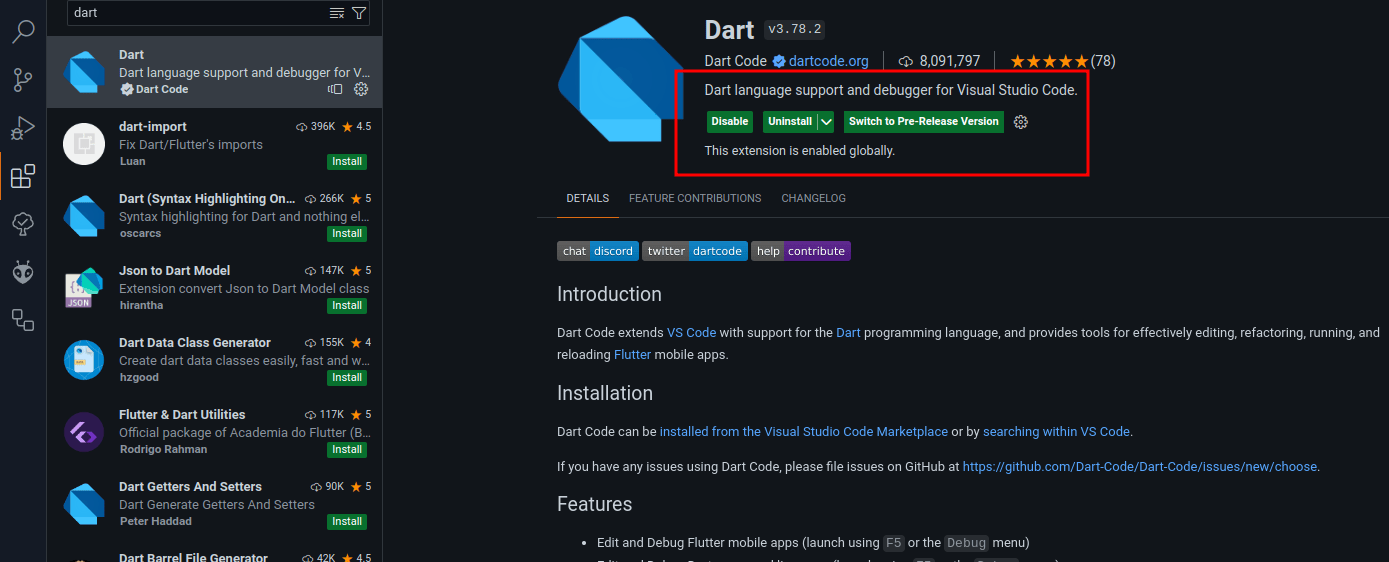 dart
Dart
Dart language support and debugger for V...
Dart Code
dart-import
396K
4.5
Fix Dart/Flutter's imports
Luan
Install
Dart (Syntax Highlighting On...
266K
5
Syntax highlighting for Dart and nothing el...
oscarcs
Install
Json to Dart Model
147K
5
Extension convert Json to Dart Model class
hirantha
Install
JSON
Dart Data Class Generator
155K
4
Create dart data classes easily, fast and w...
hzgood
Install
Flutter & Dart Utilities
117K
5
Official package of Academia do Flutter (B...
Rodrigo Rahman
Install
Dart Getters And Setters
90K
5
Dart Generate Getters And Setters
Peter Haddad
Install
Dart Barrel File Generator
42K
4.5
Dart v3.78.2
Dart Code dartcode.org 8,091,797 (78)
Dart language support and debugger for Visual Studio Code.
Disable Uninstall Switch to Pre-Release Version
This extension is enabled globally.
DETAILS FEATURE CONTRIBUTIONS CHANGELOG
chat discord twitter dartcode help contribute
Introduction
Dart Code extends VS Code with support for the Dart programming language, and provides tools for effectively editing, refactoring, running, and
reloading Flutter mobile apps.
Installation
Dart Code can be installed from the Visual Studio Code Marketplace or by searching within VS Code.
If you have any issues using Dart Code, please file issues on GitHub at https://github.com/Dart-Code/Dart-Code/issues/new/choose.
Features
• Edit and Debug Flutter mobile apps (launch using F5 or the Debug menu)